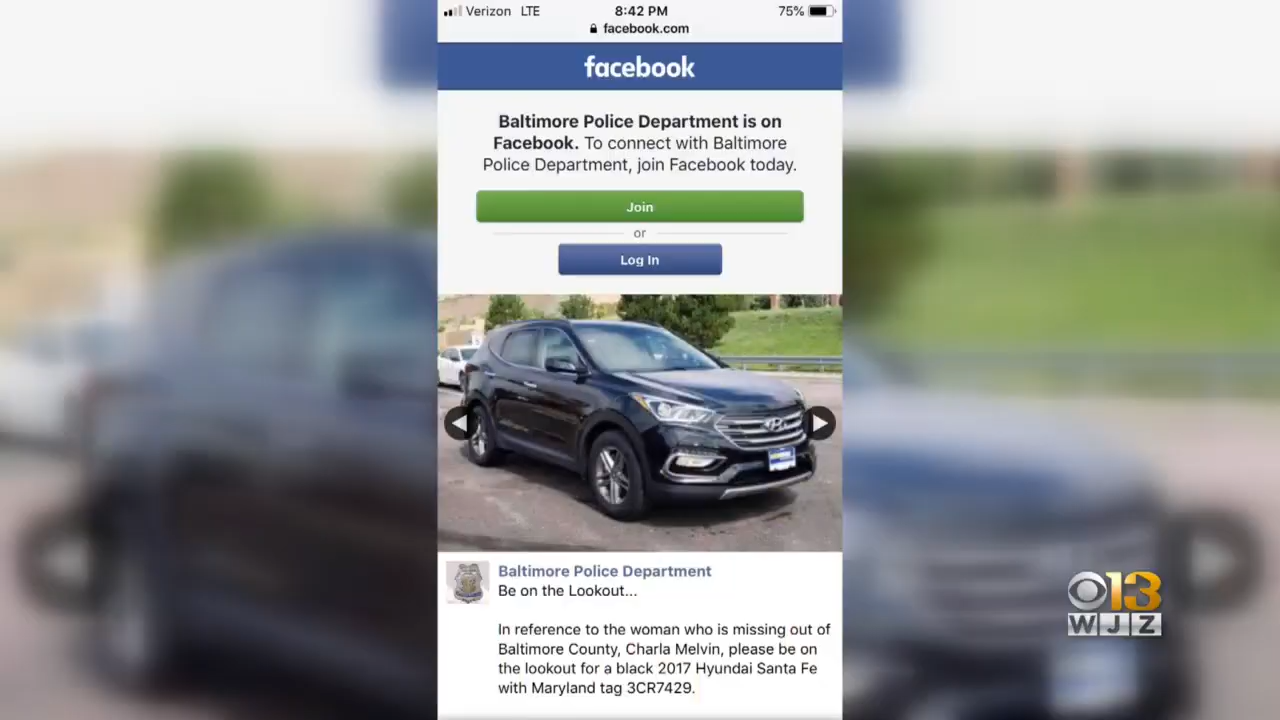 Verizon LTE 8:42 PM 75%
facebook.com
facebook
Baltimore Police Department is on
Facebook. To connect with Baltimore
Police Department, join Facebook today.
Join
or
Log In
Baltimore Police Department
Be on the Lookout...
In reference to the woman who is missing out of
Baltimore County, Charla Melvin, please be on
the lookout for a black 2017 Hyundai Santa Fe
with Maryland tag 3CR7429.
13
WJZ